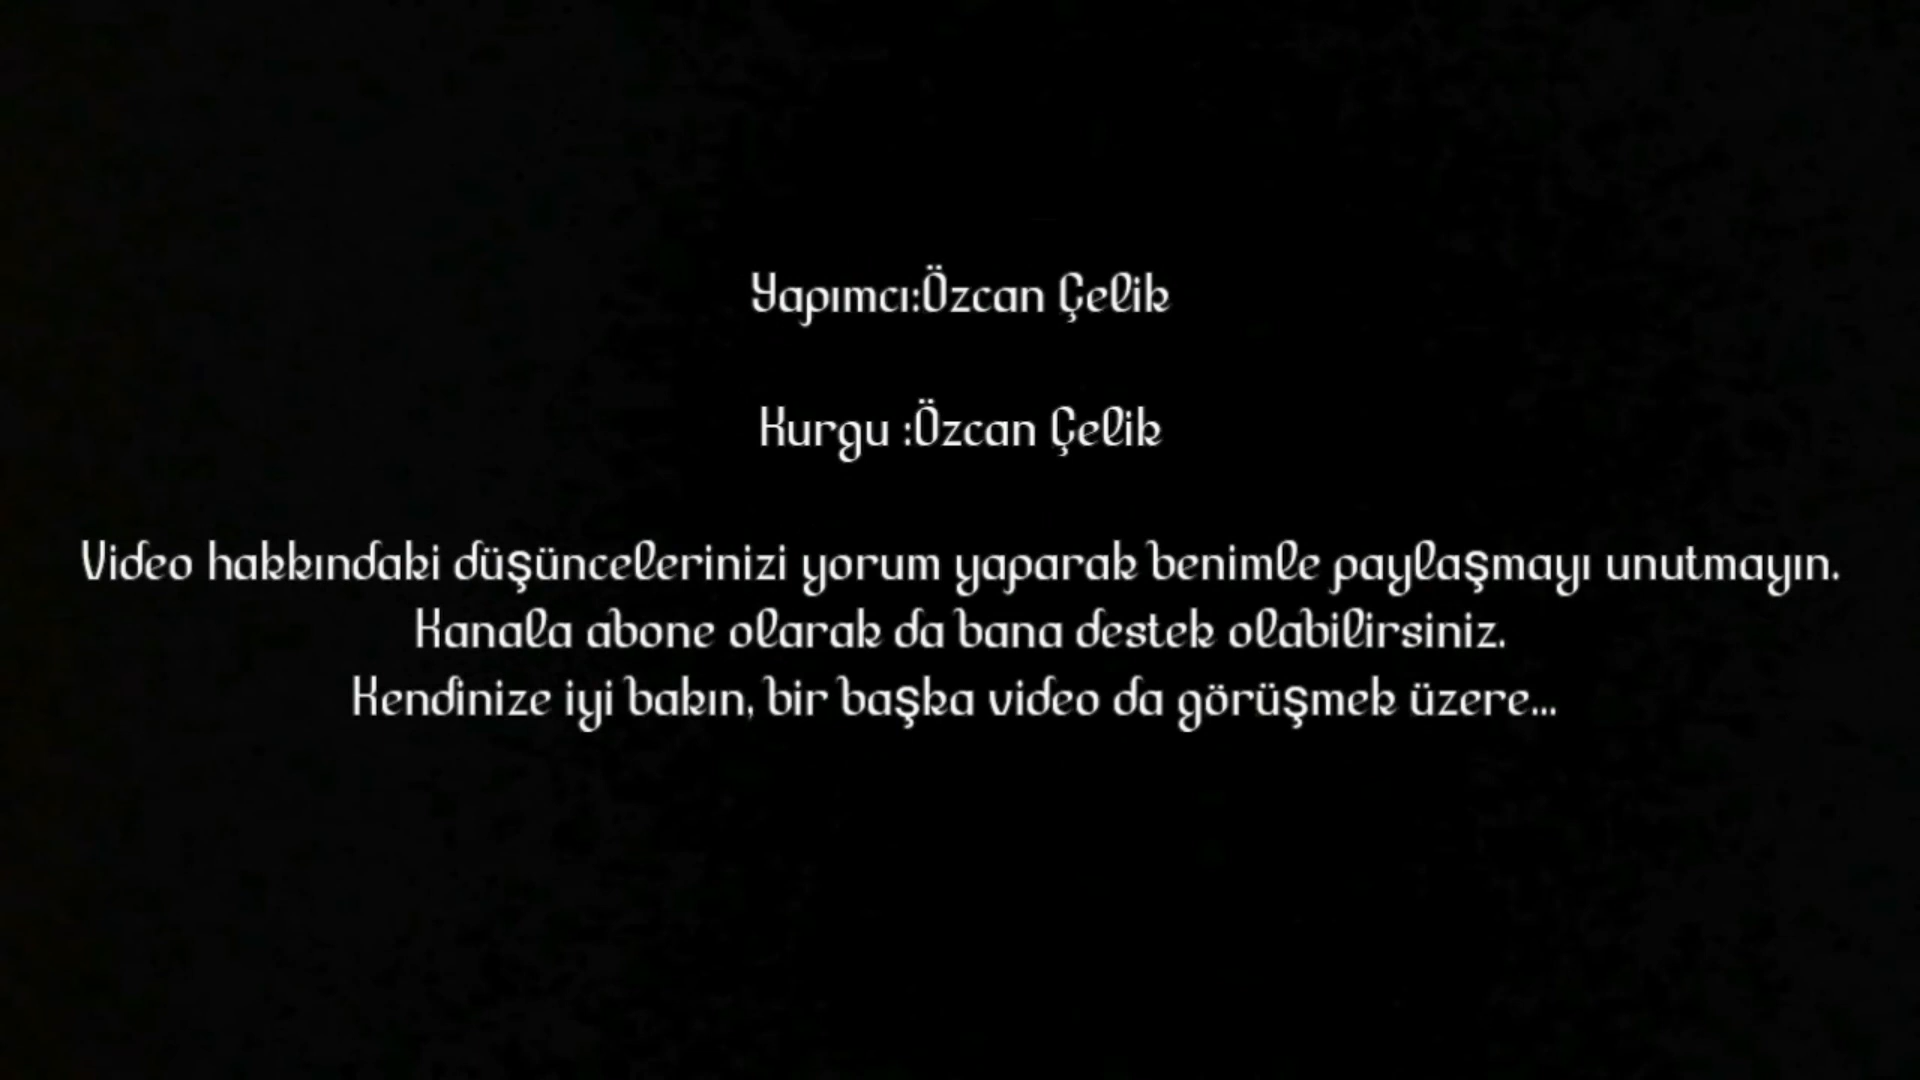 Yapımcı:Özcan Çelik
Kurgu :Özcan Çelik
Video hakkındaki düşüncelerinizi yorum yaparak benimle paylaşmayı unutmayın.
Kanala abone olarak da bana destek olabilirsiniz.
Kendinize iyi bakın, bir başka video da görüşmek üzere...